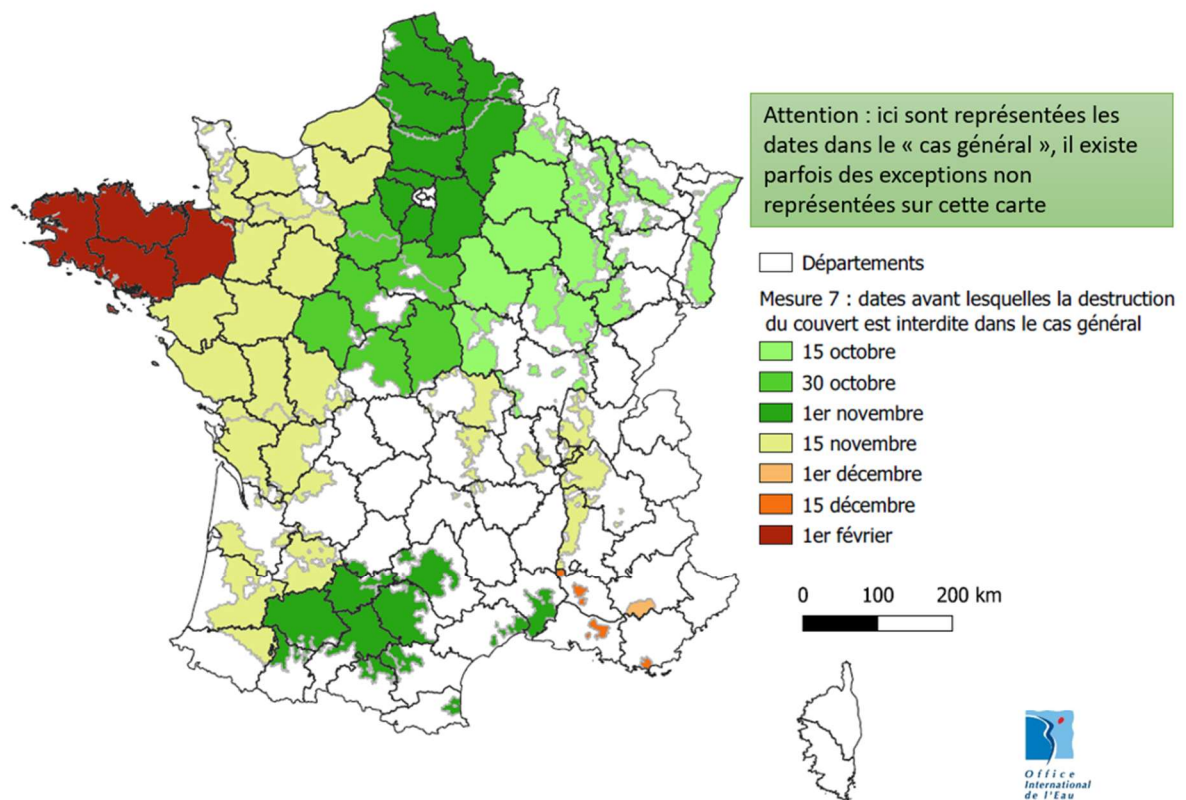 Attention : ici sont représentées les
dates dans le « cas général », il existe
parfois des exceptions non
représentées sur cette carte
Départements
Mesure 7 : dates avant lesquelles la destruction
du couvert est interdite dans le cas général
15 octobre
30 octobre
1er novembre
15 novembre
1er décembre
15 décembre
1er février
0 100 200 km
Office
International
de l'Eau